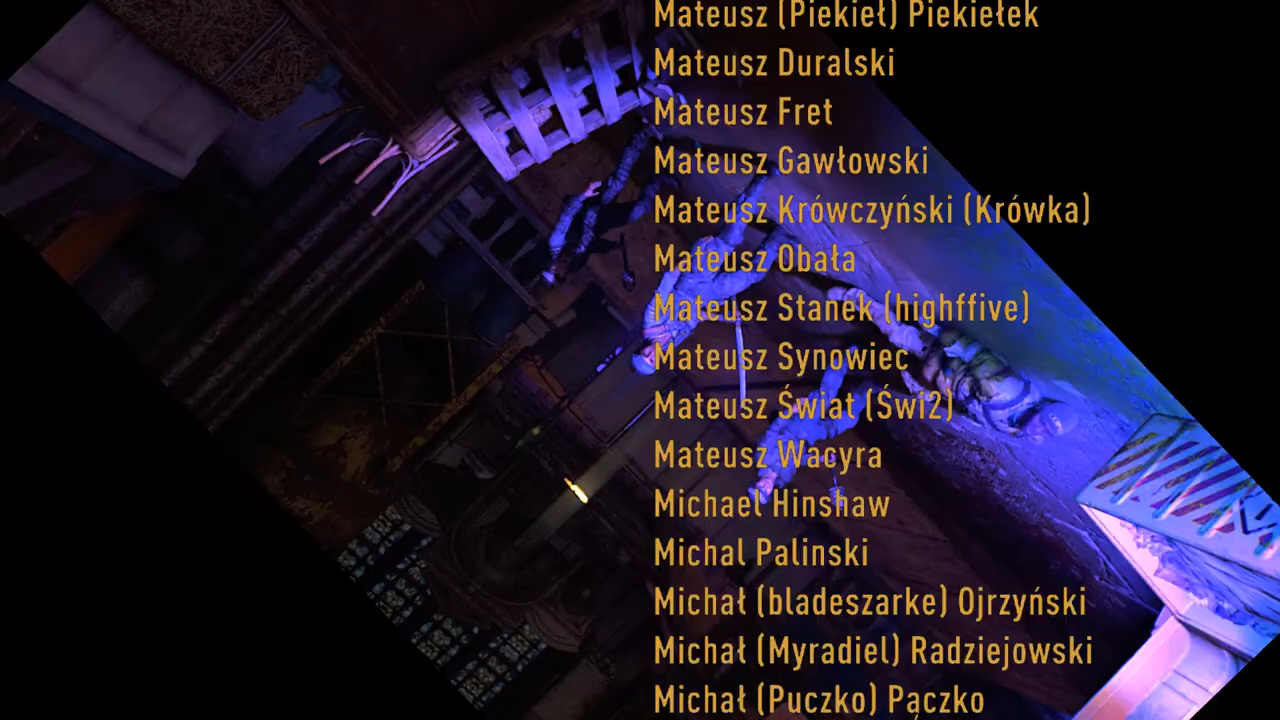 Mateusz (Piekieł) Piekiełek
Mateusz Duralski
Mateusz Fret
Mateusz Gawłowski
Mateusz Krówczyński (Krówka)
Mateusz Obała
Mateusz Stanek (highffive)
Mateusz Synowiec
Mateusz Świat (Świ2)
Mateusz Wacyra
Michael Hinshaw
Michal Palinski
Michał (bladeszarke) Ojrzyński
Michał (Myradiel) Radziejowski
Michał (Puczko) Pączko